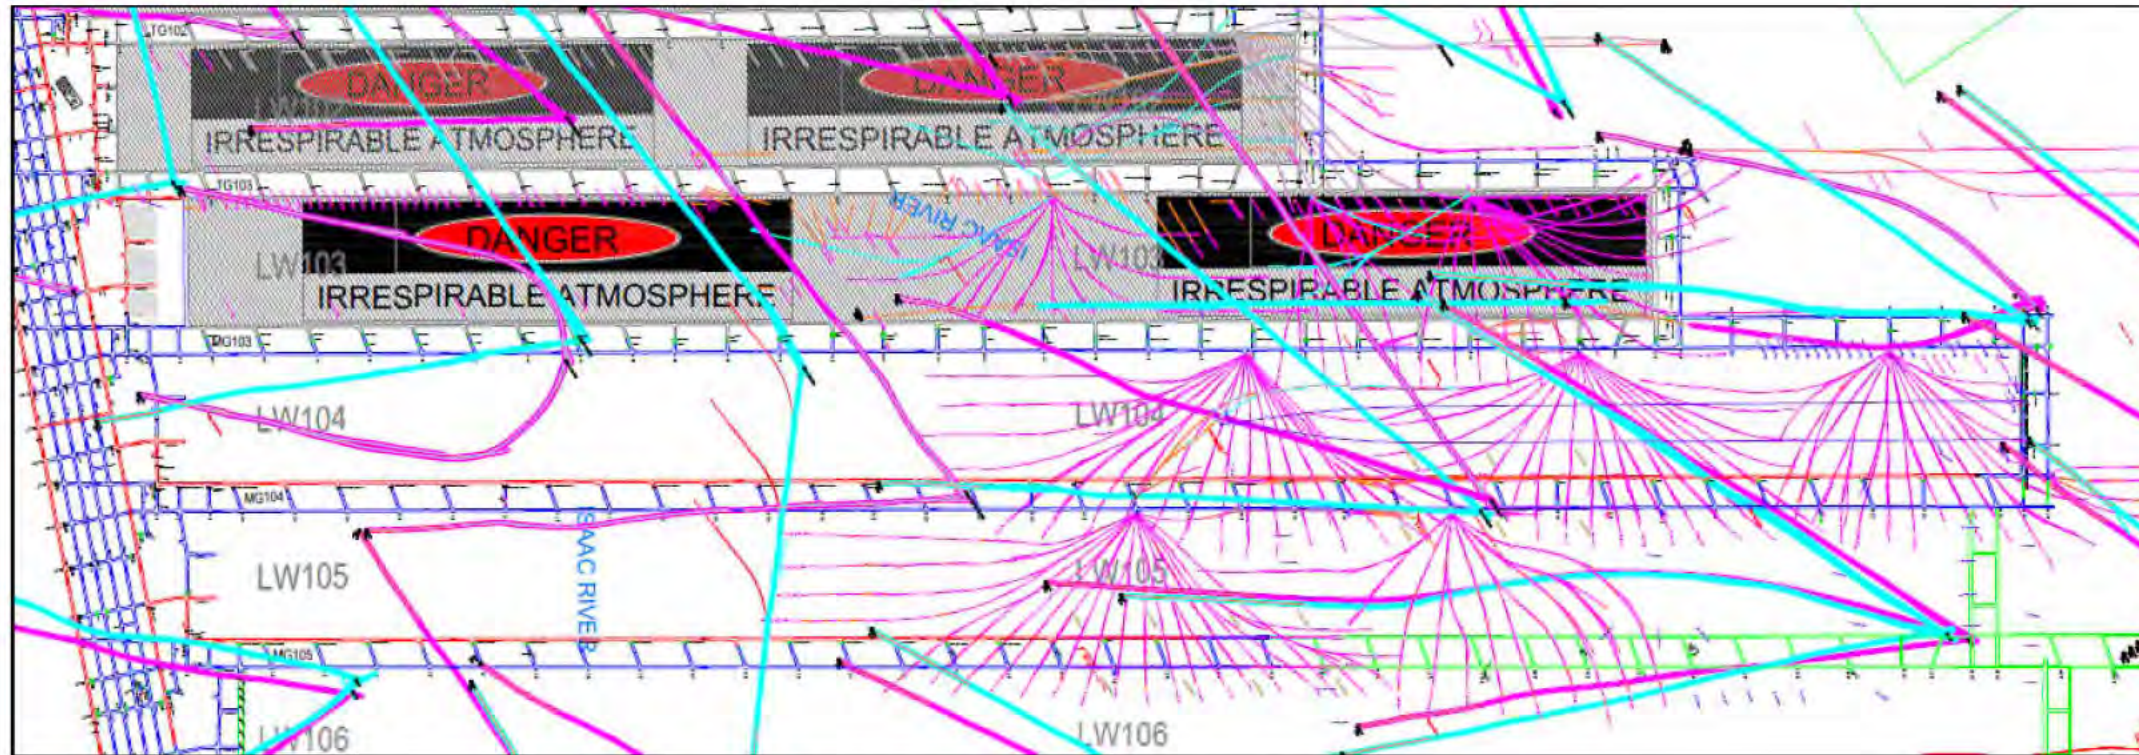 TG102
DANGER
DANGER
IRRESPIRABLE ATMOSPHERE
IRRESPIRABLE ATMOSPHERE
TG103
ISAAC RIVER
DANGER
DANGER
LW103
LW103
IRRESPIRABLE ATMOSPHERE
IRRESPIRABLE ATMOSPHERE
MG103
LW104
LW104
MG104
ISAAC RIVER
LW105
LW105
MG105
LW106
LW106